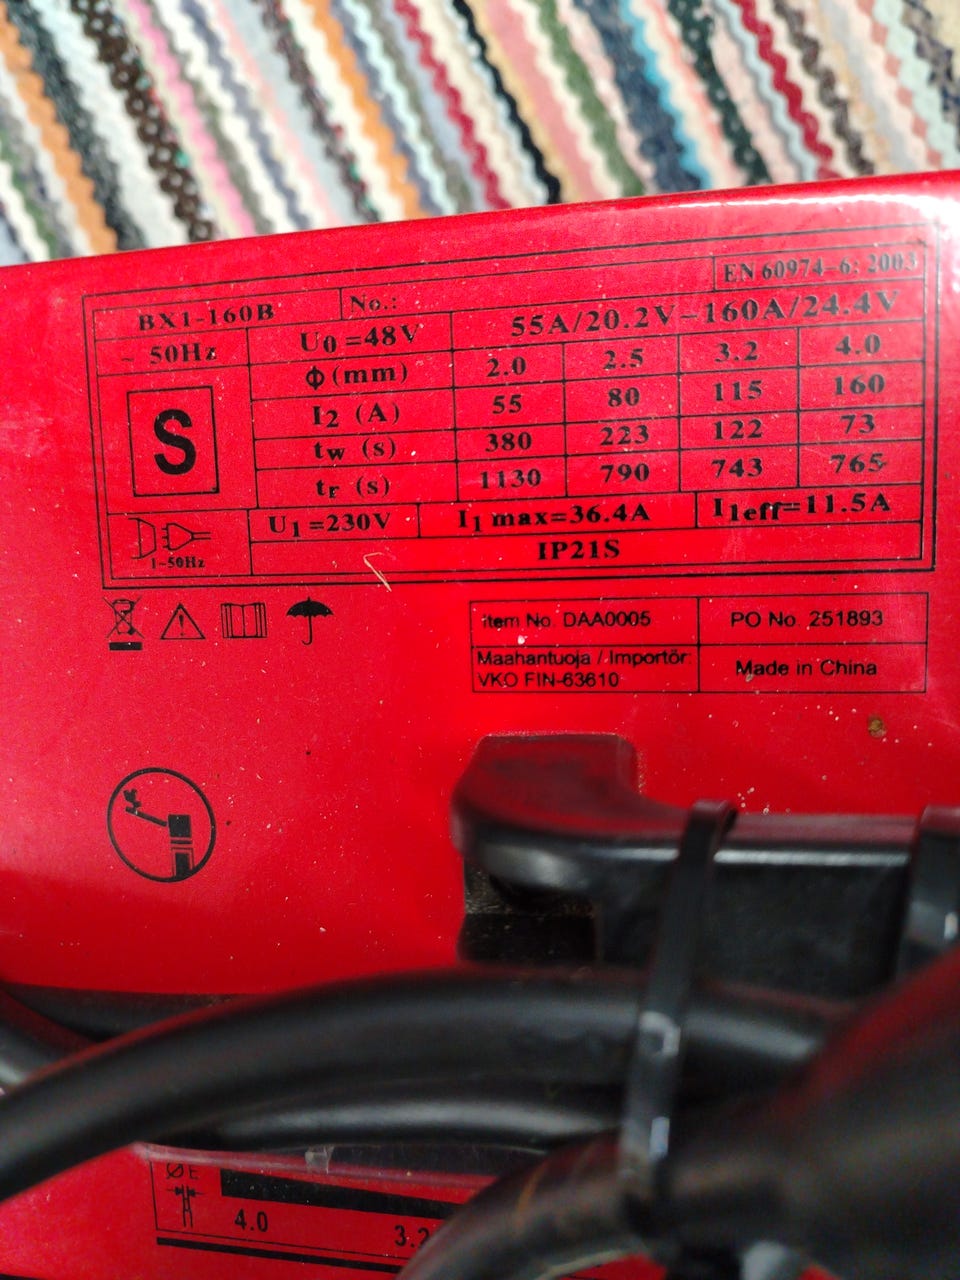 EN 60974-6: 2003
BX1-160B No.:
~ 50Hz U0 =48V 55A/20.2V~160A/24.4V
ϕ (mm) 2.0 2.5 3.2 4.0
S
I2 (A) 55 80 115 160
tw (s) 380 223 122 73
tr (s) 1130 790 743 765
1~50Hz U1 =230V I1 max=36.4A I1eff=11.5A
IP21S
Item No. DAA0005 PO No. 251893
Maahantuoja / Importör:
VKO FIN-63610 Made in China
ØE
4.0 3.2